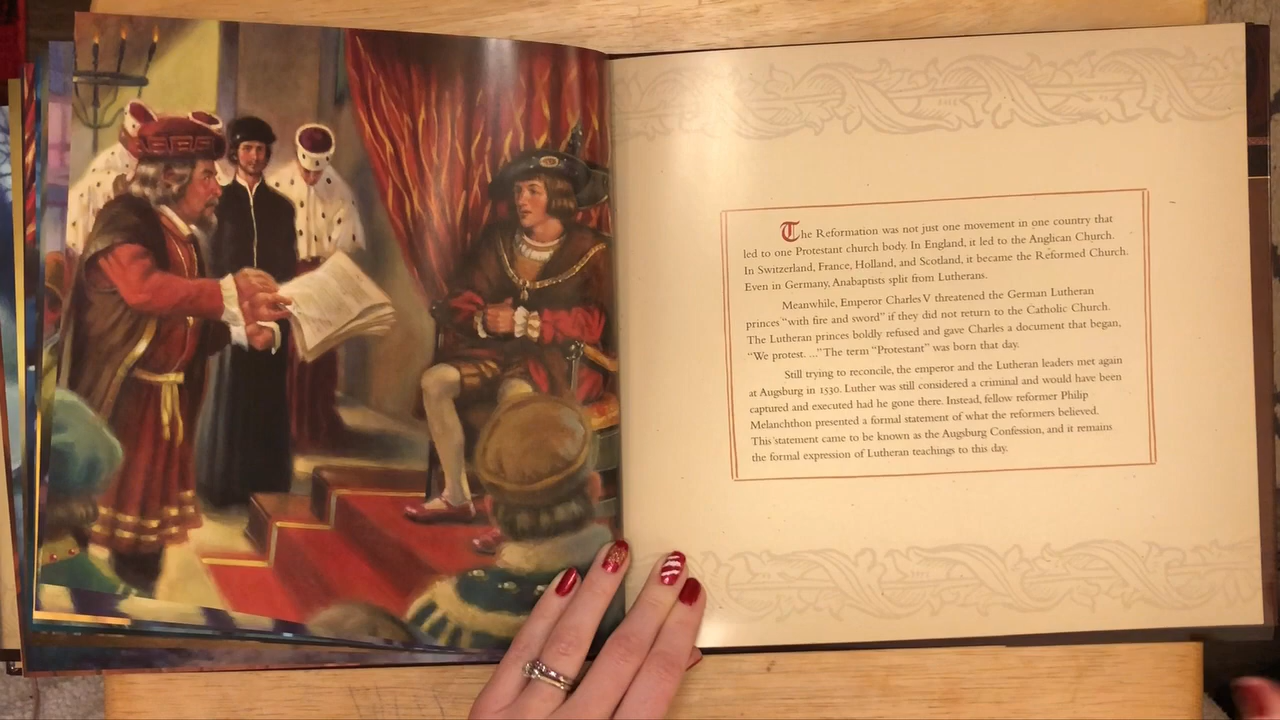 The Reformation was not just one movement in one country that
led to one Protestant church body. In England, it led to the Anglican Church.
In Switzerland, France, Holland, and Scotland, it became the Reformed Church.
Even in Germany, Anabaptists split from Lutherans.
Meanwhile, Emperor Charles V threatened the German Lutheran
princes “with fire and sword” if they did not return to the Catholic Church.
The Lutheran princes boldly refused and gave Charles a document that began,
“We protest. ...” The term “Protestant” was born that day.
Still trying to reconcile, the emperor and the Lutheran leaders met again
at Augsburg in 1530. Luther was still considered a criminal and would have been
captured and executed had he gone there. Instead, fellow reformer Philip
Melanchthon presented a formal statement of what the reformers believed.
This statement came to be known as the Augsburg Confession, and it remains
the formal expression of Lutheran teachings to this day.